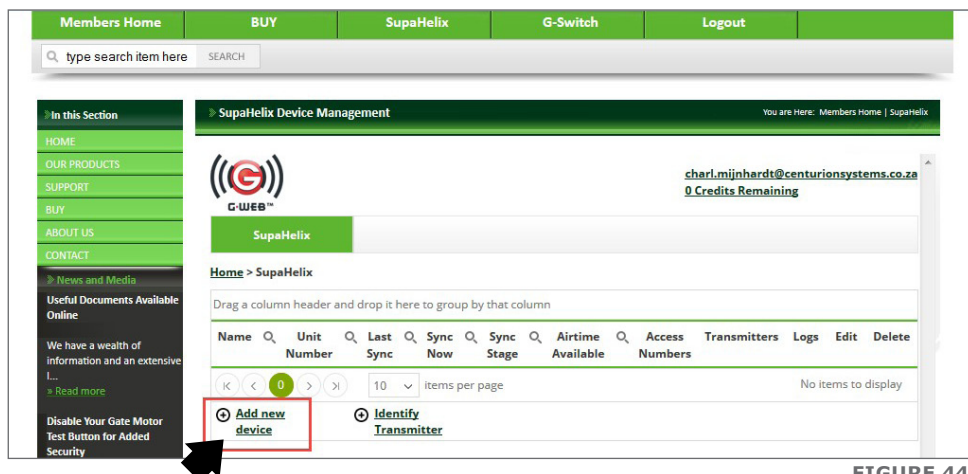 Members Home BUY SupaHelix G-Switch Logout
type search item here SEARCH
»In this Section
HOME
OUR PRODUCTS
SUPPORT
BUY
ABOUT US
CONTACT
» News and Media
Useful Documents Available
Online
We have a wealth of
information and an extensive
I...
» Read more
Disable Your Gate Motor
Test Button for Added
Security
» SupaHelix Device Management You are Here: Members Home | SupaHelix
((G))
G·WEB™
charl.mijnhardt@centurionsystems.co.za
0 Credits Remaining
SupaHelix
Home > SupaHelix
Drag a column header and drop it here to group by that column
Name Unit Last Sync Sync Airtime Access Transmitters Logs Edit Delete
Number Sync Now Stage Available Numbers
0 10 items per page No items to display
Add new Identify
device Transmitter
FIGURE 44